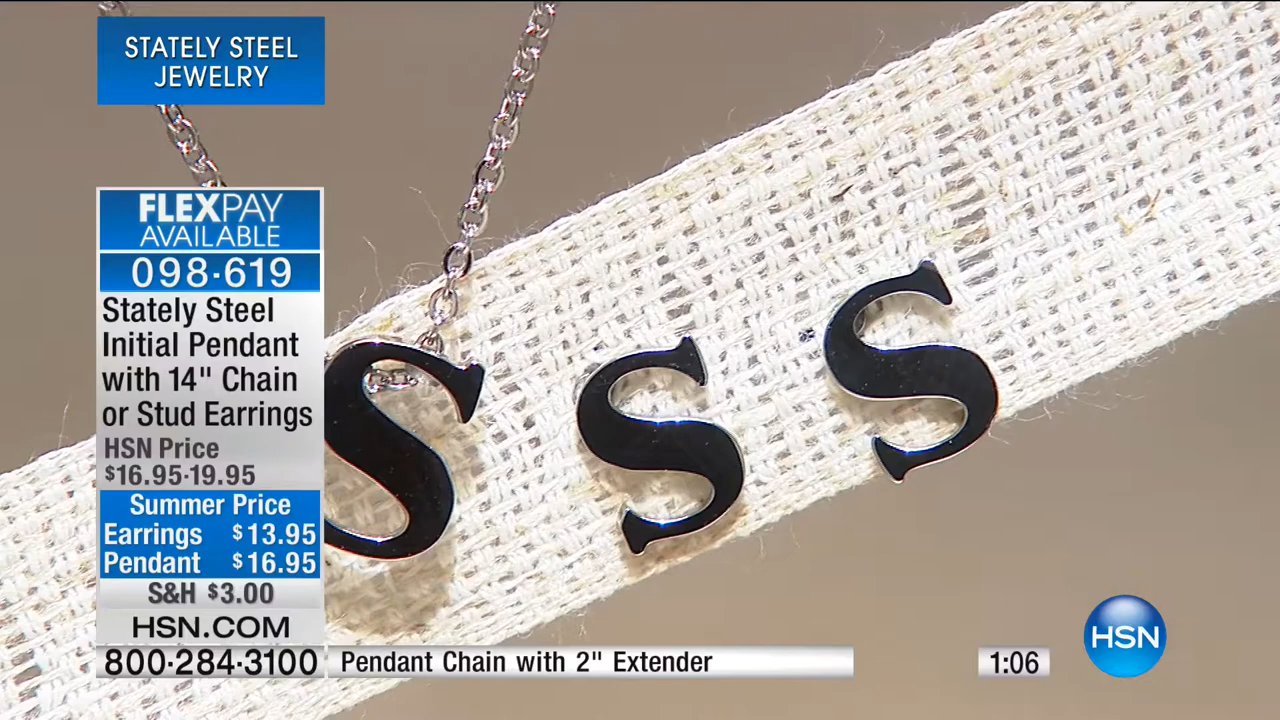 STATELY STEEL
JEWELRY
FLEXPAY
AVAILABLE
098·619
Stately Steel
Initial Pendant
with 14" Chain
or Stud Earrings
HSN Price
$16.95-19.95
Summer Price
Earrings $13.95
Pendant $16.95
S&H $3.00
HSN.COM
800·284·3100
Pendant Chain with 2" Extender
1:06
HSN
S S S